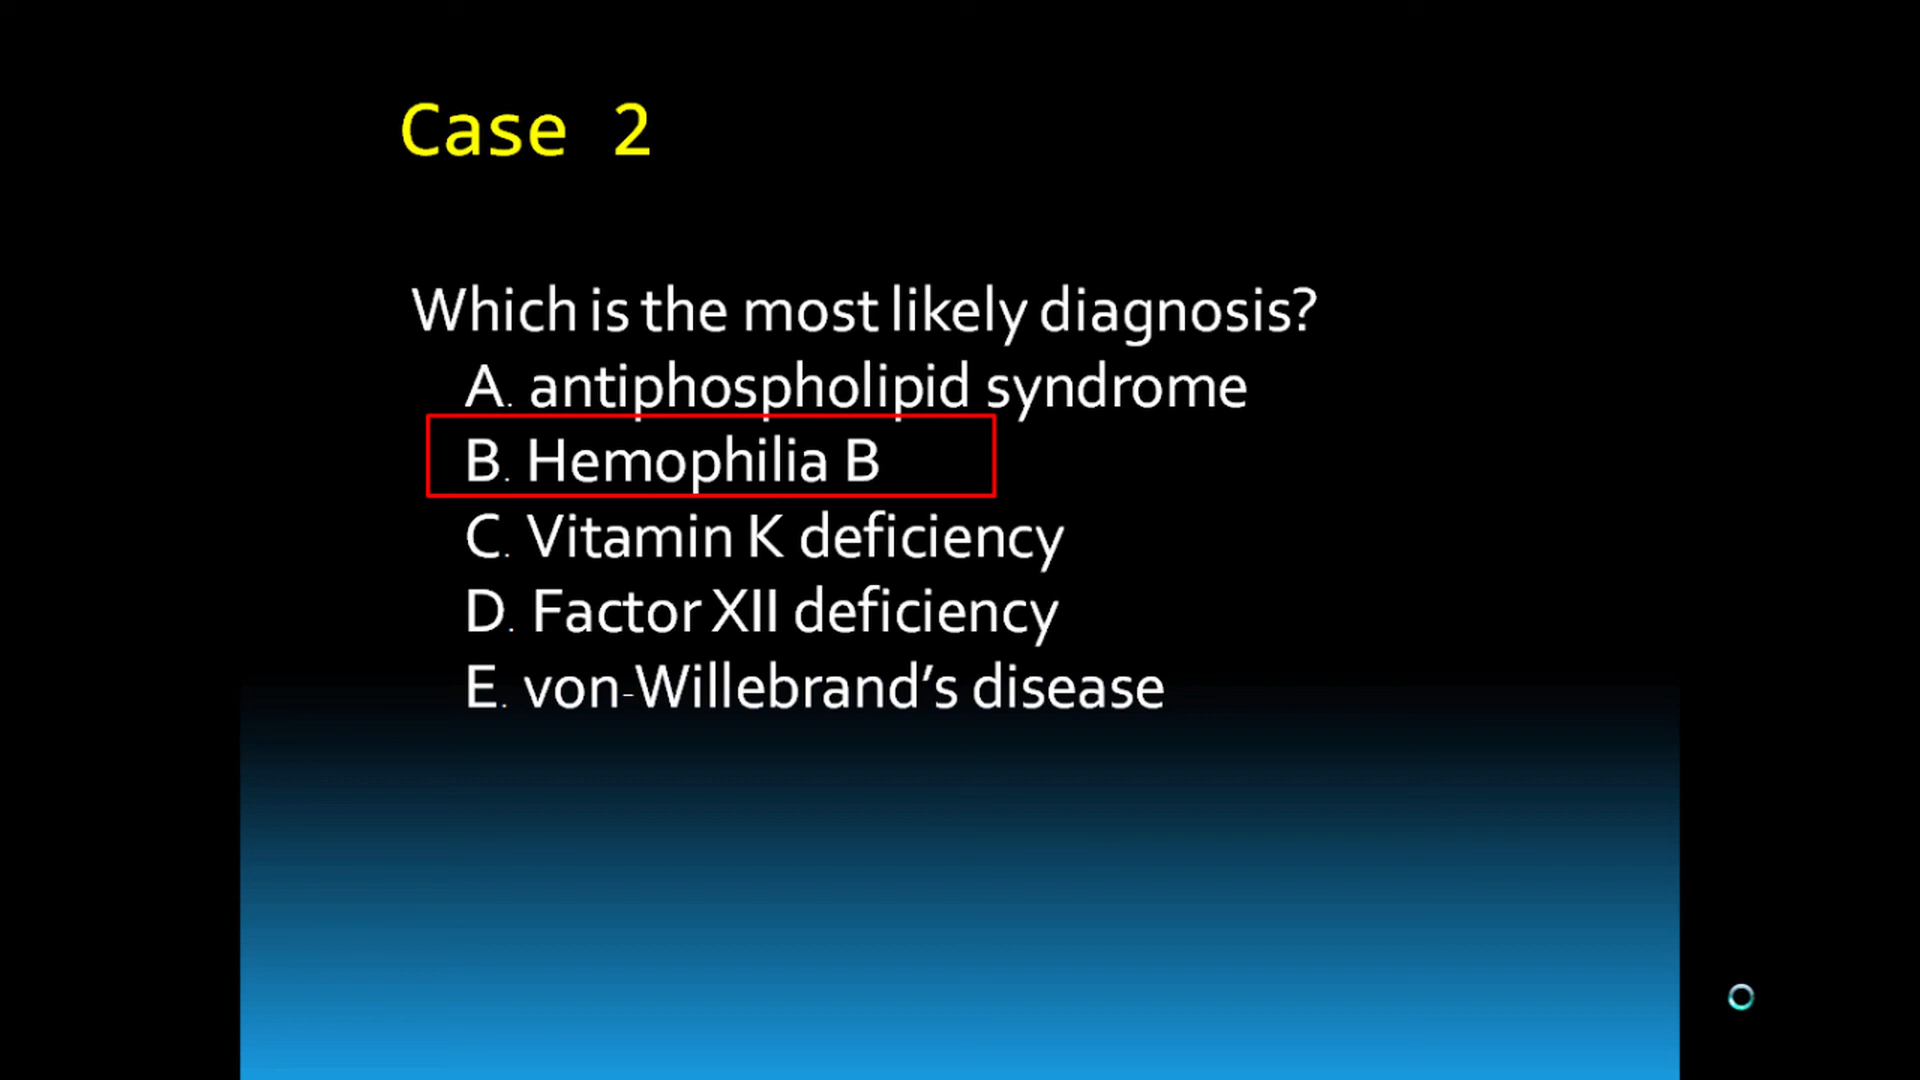 Case 2
Which is the most likely diagnosis?
A. antiphospholipid syndrome
B. Hemophilia B
C. Vitamin K deficiency
D. Factor XII deficiency
E. von-Willebrand’s disease